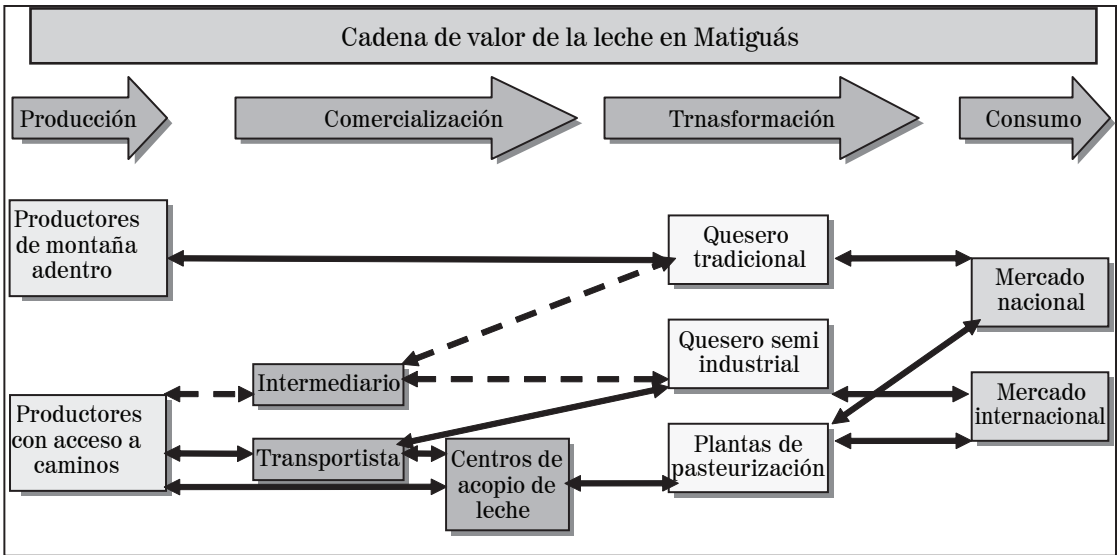 Cadena de valor de la leche en Matiguás
Producción
Comercialización
Trnasformación
Consumo
Productores
de montaña
adentro
Quesero
tradicional
Mercado
nacional
Quesero semi
industrial
Intermediario
Mercado
internacional
Productores
con acceso a
caminos
Transportista
Centros de
acopio de
leche
Plantas de
pasteurización